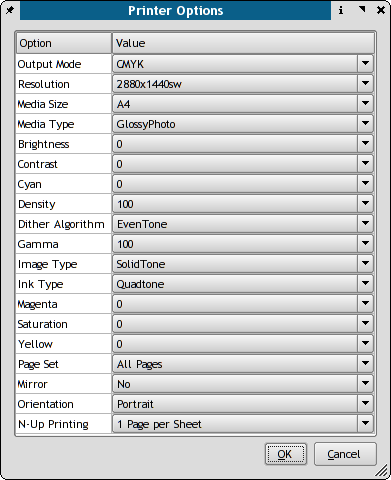 Printer Options
Option Value
Output Mode CMYK
Resolution 2880x1440sw
Media Size A4
Media Type GlossyPhoto
Brightness 0
Contrast 0
Cyan 0
Density 100
Dither Algorithm EvenTone
Gamma 100
Image Type SolidTone
Ink Type Quadtone
Magenta 0
Saturation 0
Yellow 0
Page Set All Pages
Mirror No
Orientation Portrait
N-Up Printing 1 Page per Sheet
OK Cancel